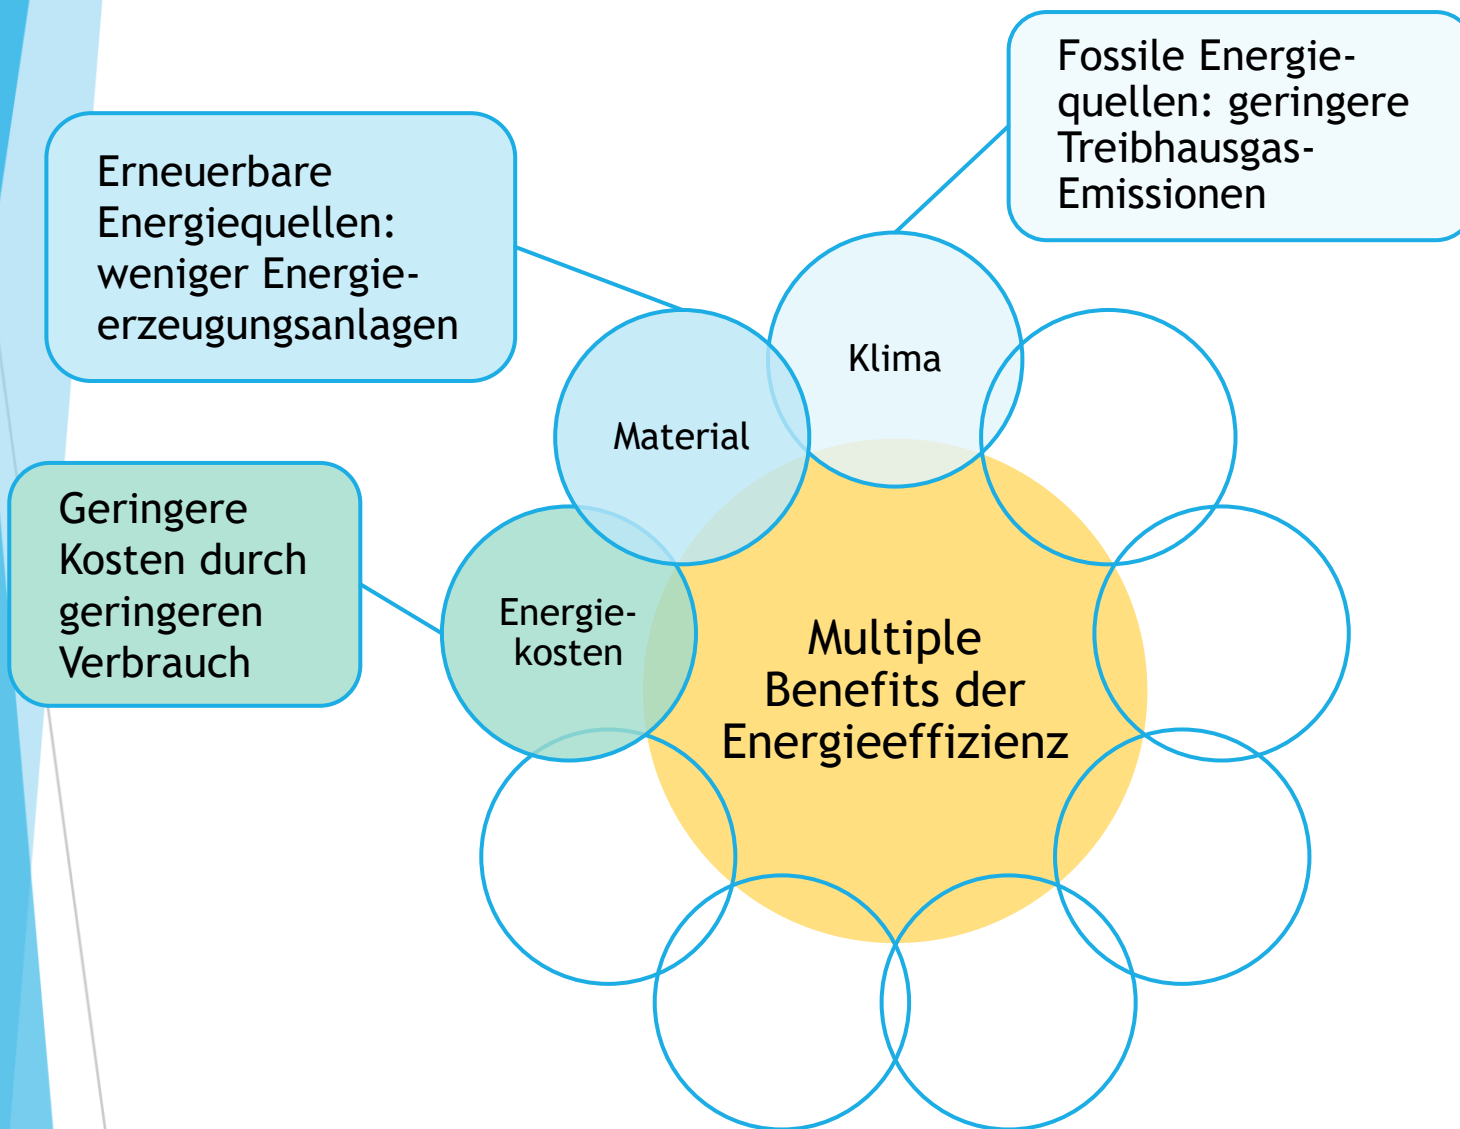 Fossile Energie-
quellen: geringere
Treibhausgas-
Emissionen
Erneuerbare
Energiequellen:
weniger Energie-
erzeugungsanlagen
Klima
Material
Geringere
Kosten durch
geringeren
Verbrauch
Energie-
kosten
Multiple
Benefits der
Energieeffizienz